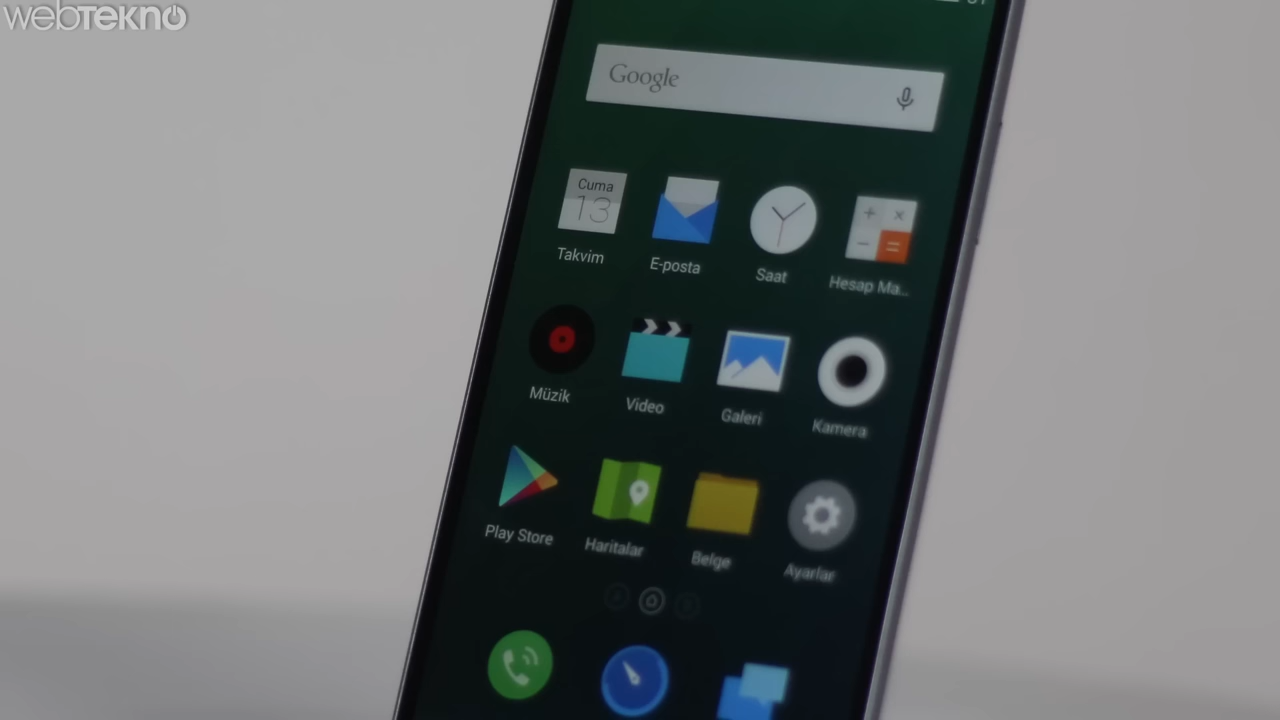 webTEKNO
Google
Cuma
13
Takvim
E-posta
Saat
Hesap Ma...
Müzik
Video
Galeri
Kamera
Play Store
Haritalar
Belge
Ayarlar